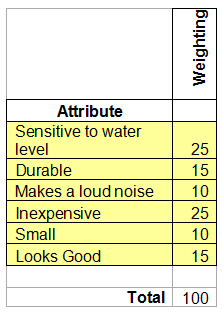 Weighting
Attribute
Sensitive to water
level 25
Durable 15
Makes a loud noise 10
Inexpensive 25
Small 10
Looks Good 15
Total 100